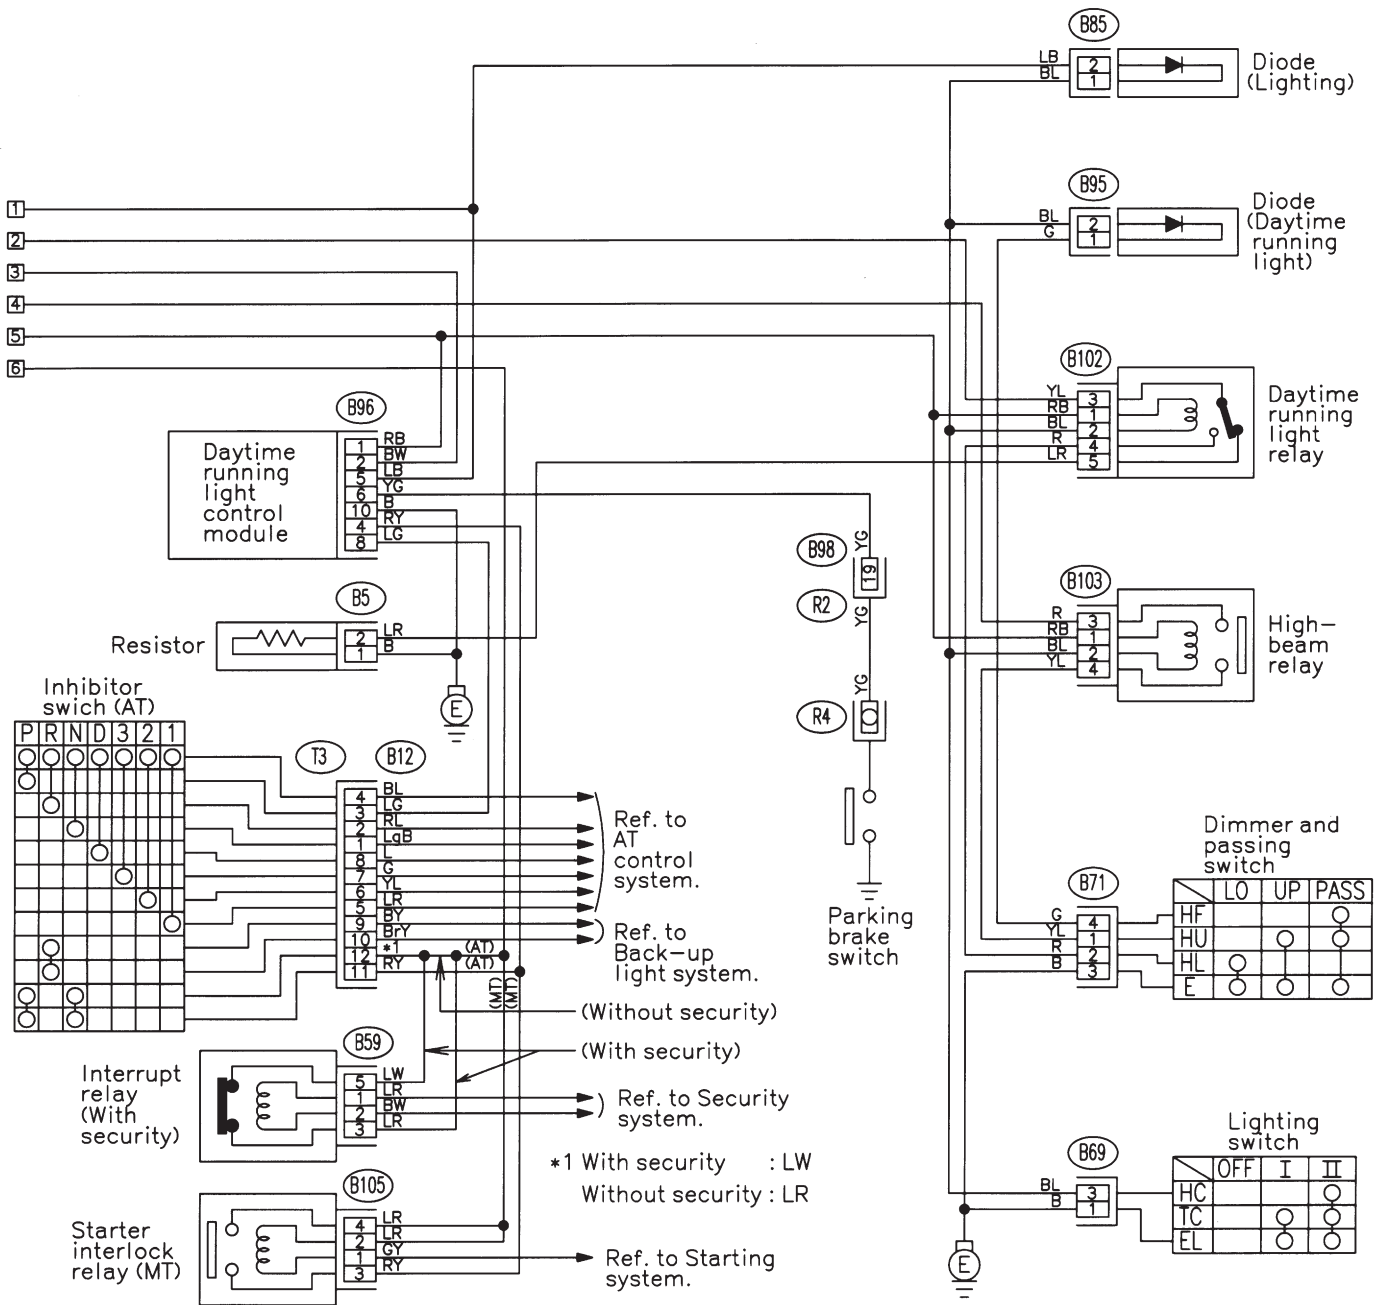 B85
LB
BL
2
1
Diode
(Lighting)
B95
BL
G
2
1
Diode
(Daytime
running
light)
1
2
3
4
5
6
B102
YL
RB
BL
R
LR
3
1
2
4
5
Daytime
running
light
relay
B96
Daytime
running
light
control
module
1 RB
2 BW
5 LB
6 YG
10 B
4 RY
8 LG
B98
YG
19
R2
YG
YG
R4
B103
R
RB
BL
YL
3
1
2
4
High-
beam
relay
B5
Resistor
2 LR
1 B
E
Inhibitor
swich (AT)
P R N D 3 2 1
T3
B12
4 BL
3 LG
2 RL
1 LgB
8 L
7 G
6 YL
5 LR
9 BY
10 BrY
12 *1
11 RY
(AT)
(AT)
(MT)
(MT)
Ref. to
AT
control
system.
Ref. to
Back-up
light system.
(Without security)
(With security)
Parking
brake
switch
Dimmer and
passing
switch
B71
G
YL
R
B
4
1
2
3
LO UP PASS
HF
HU
HL
E
B59
Interrupt
relay
(With
security)
5 LW
1 LR
2 BW
3 LR
Ref. to Security
system.
*1 With security : LW
Without security : LR
B105
Starter
interlock
relay (MT)
4 LR
2 LR
1 GY
3 RY
Ref. to Starting
system.
Lighting
switch
B69
BL
B
3
1
OFF I II
HC
TC
EL
E